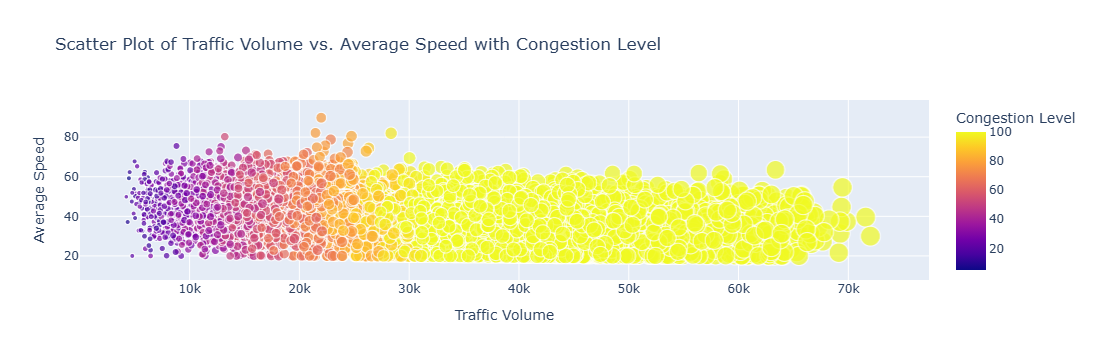 Scatter Plot of Traffic Volume vs. Average Speed with Congestion Level
Congestion Level
Average Speed
80
60
40
20
10k
20k
30k
40k
50k
60k
70k
Traffic Volume
100
80
60
40
20